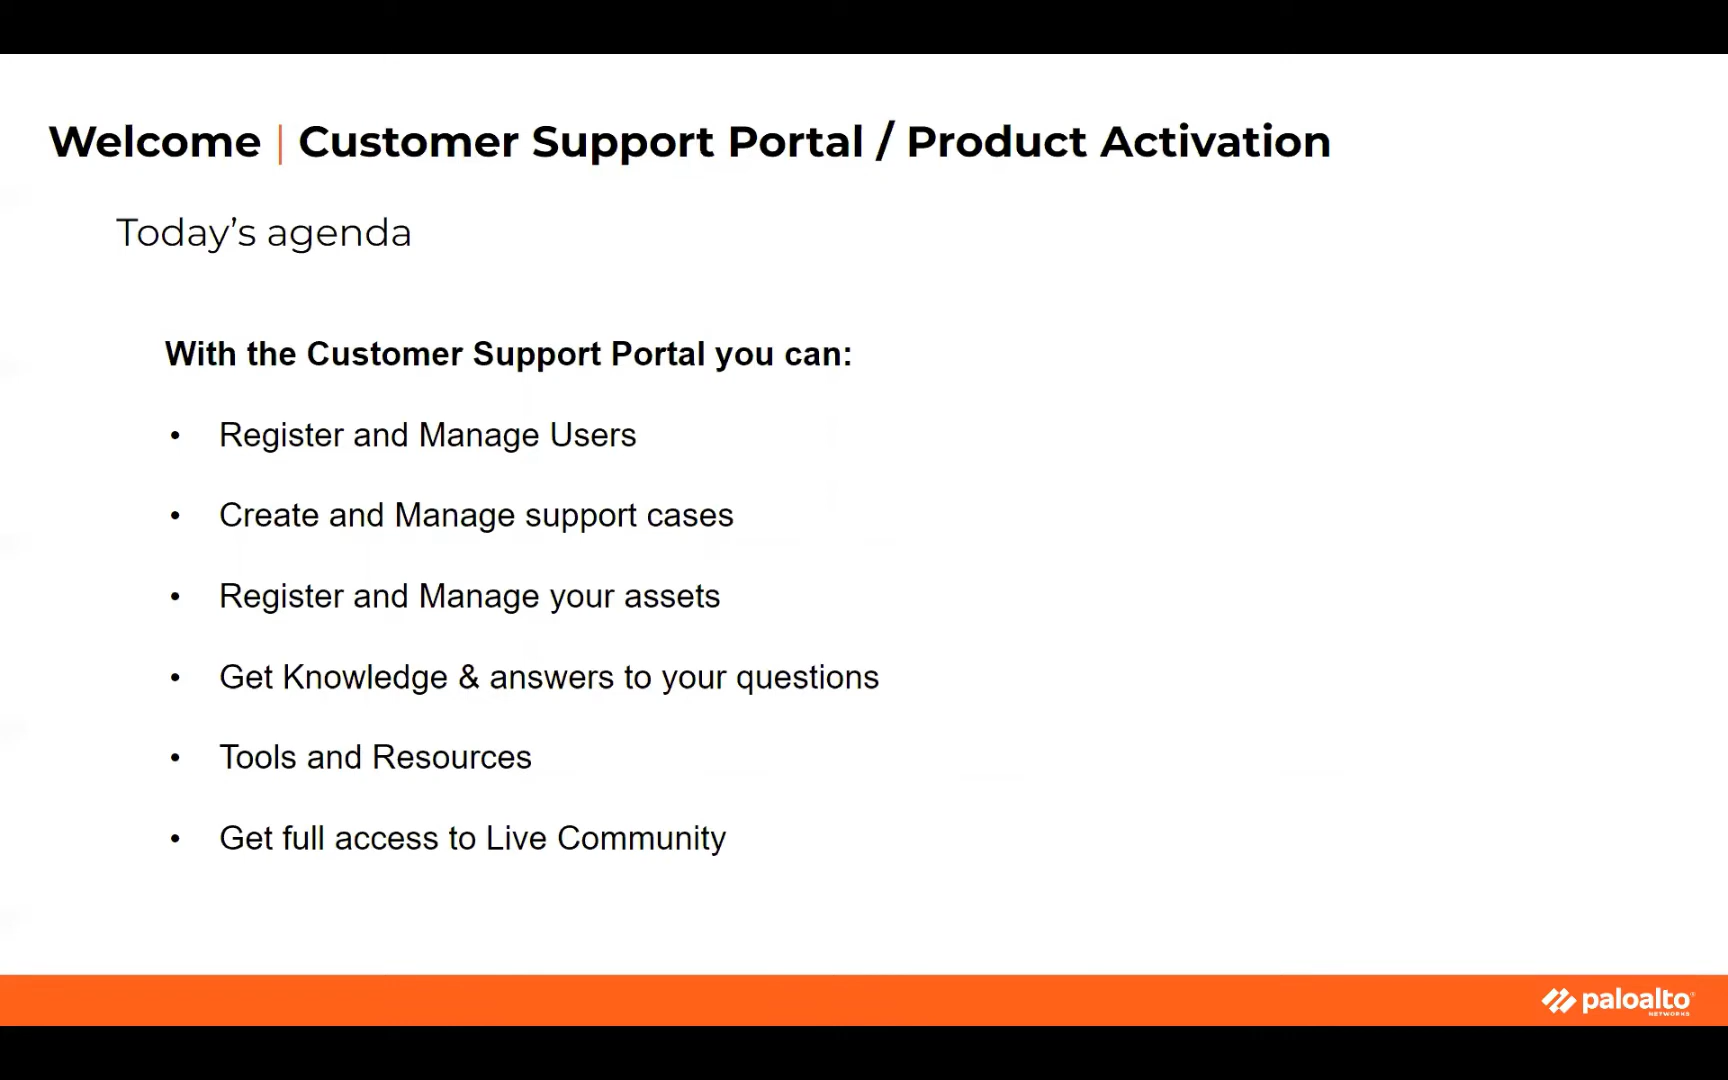 Welcome | Customer Support Portal / Product Activation
Today’s agenda
With the Customer Support Portal you can:
• Register and Manage Users
• Create and Manage support cases
• Register and Manage your assets
• Get Knowledge & answers to your questions
• Tools and Resources
• Get full access to Live Community
paloalto®
NETWORKS